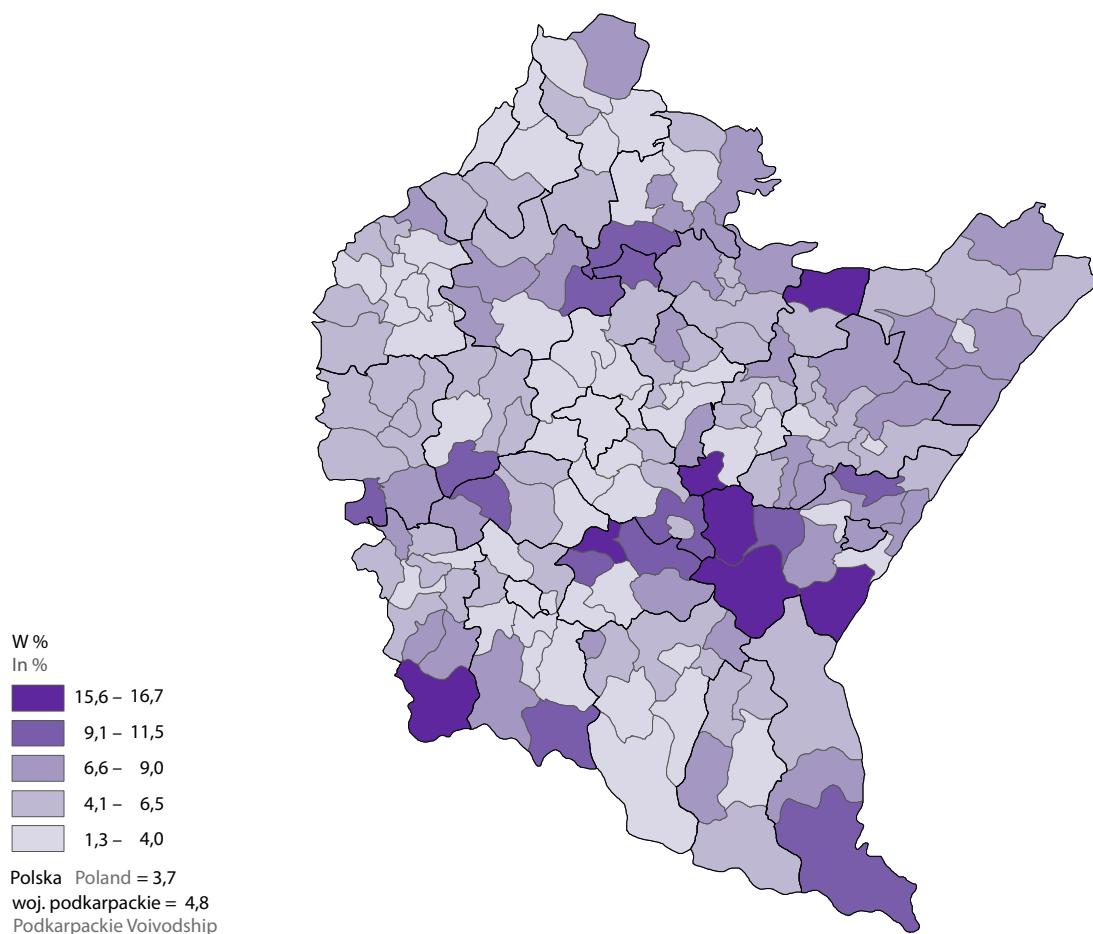 W %
In %
15,6 – 16,7
9,1 – 11,5
6,6 – 9,0
4,1 – 6,5
1,3 – 4,0
Polska Poland = 3,7
woj. podkarpackie = 4,8
Podkarpackie Voivodship